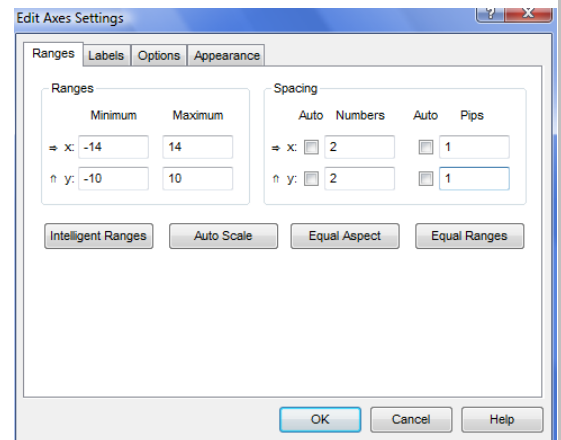 Edit Axes Settings
? X
Ranges Labels Options Appearance
Ranges Spacing
Minimum Maximum Auto Numbers Auto Pips
⇒ x: -14 14 ⇒ x: 2 1
⇑ y: -10 10 ⇑ y: 2 1
Intelligent Ranges Auto Scale Equal Aspect Equal Ranges
OK Cancel Help